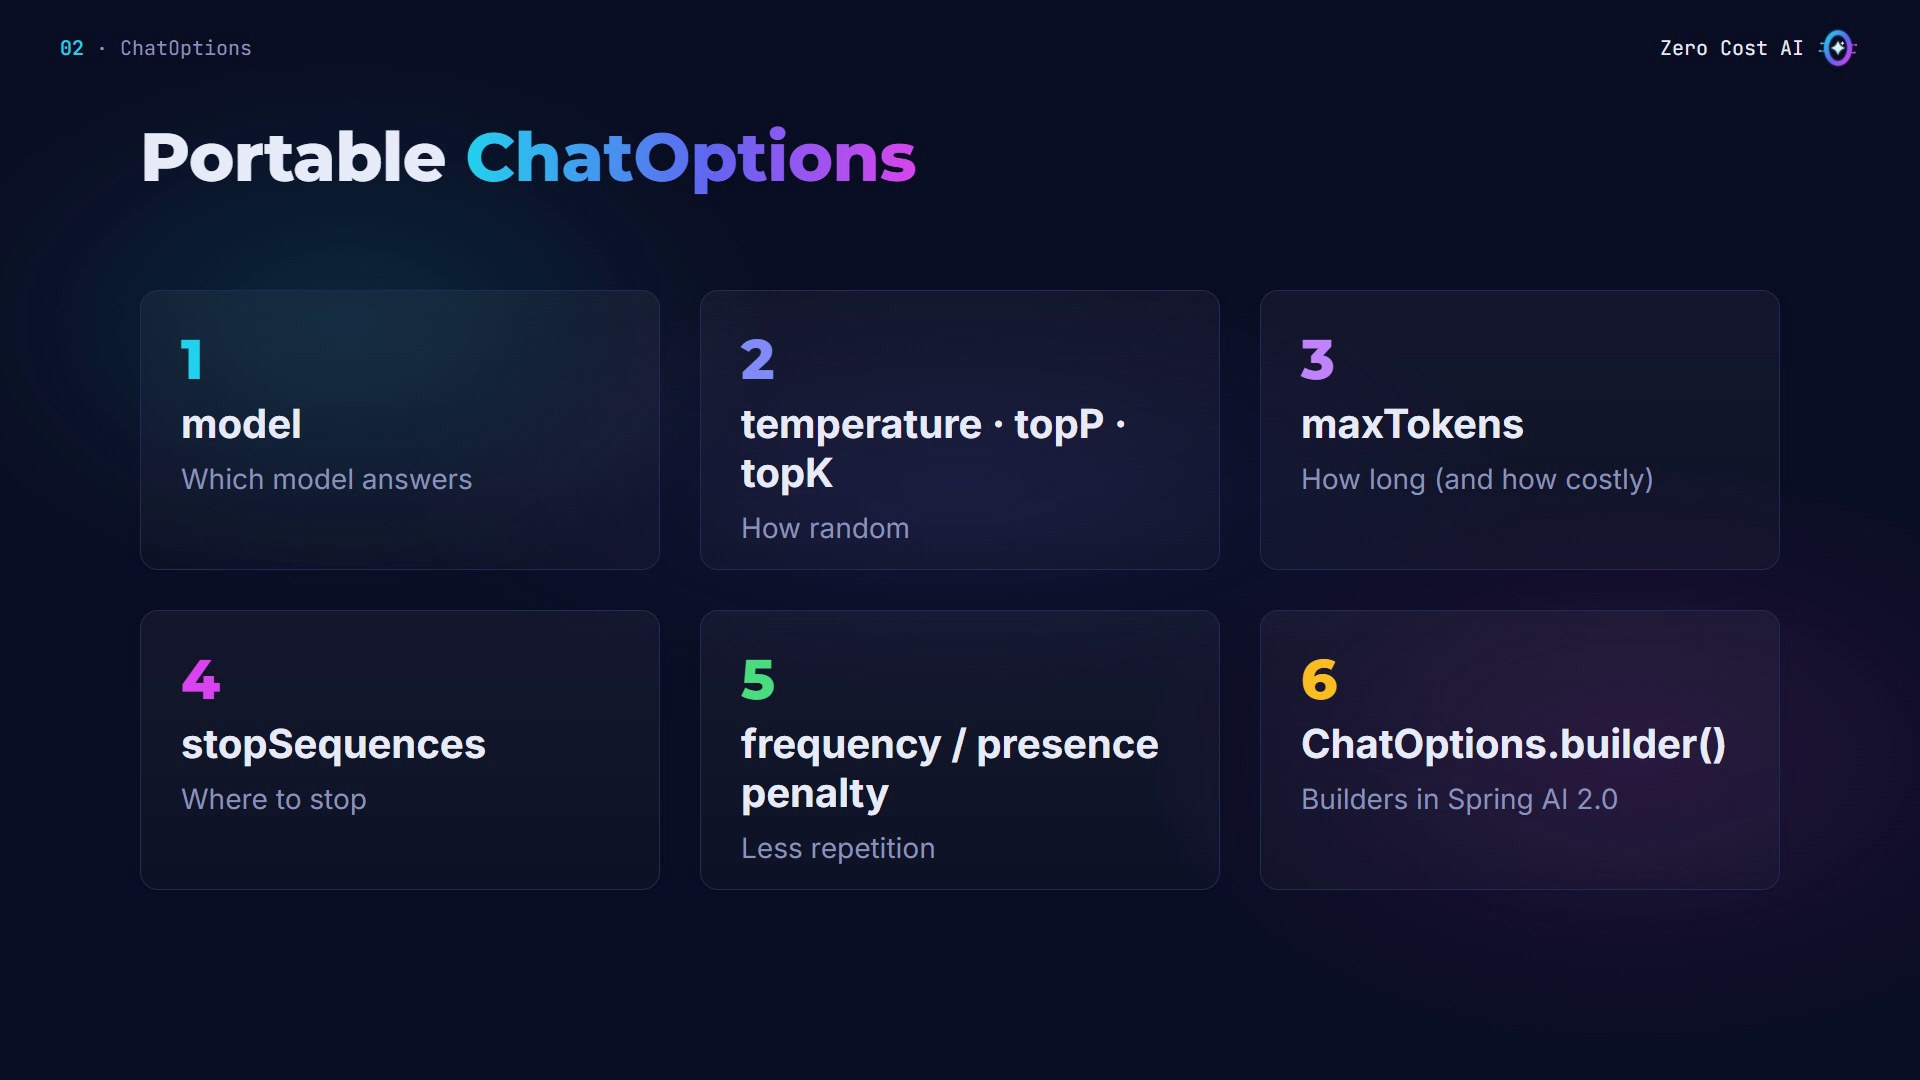 02 · ChatOptions
Zero Cost AI
Portable ChatOptions
1
model
Which model answers
2
temperature · topP ·
topK
How random
3
maxTokens
How long (and how costly)
4
stopSequences
Where to stop
5
frequency / presence
penalty
Less repetition
6
ChatOptions.builder()
Builders in Spring AI 2.0